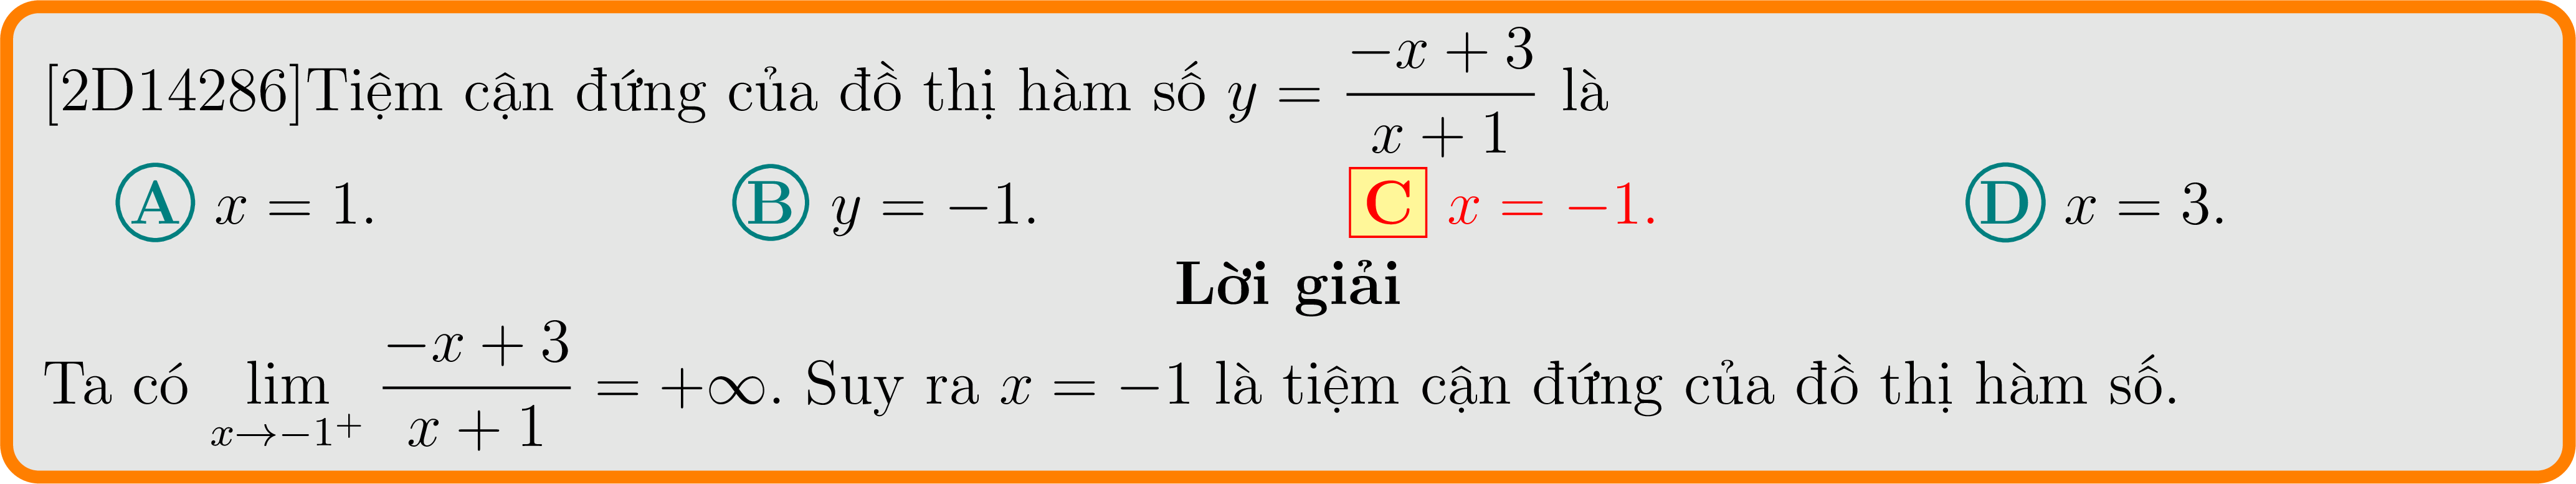 [2D14286]Tiệm cận đứng của đồ thị hàm số $y = \dfrac{-x+3}{x+1}$ là
A x = 1. B y = −1. C x = −1. D x = 3.
Lời giải
Ta có $\lim\limits_{x \to -1^+} \dfrac{-x+3}{x+1} = +\infty$. Suy ra x = −1 là tiệm cận đứng của đồ thị hàm số.